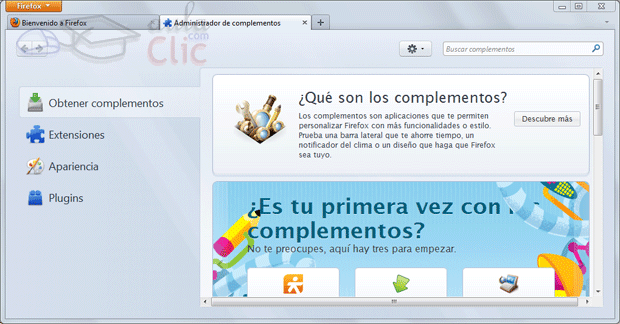 Firefox
Bienvenido a Firefox
Administrador de complementos
aula
.com
Clic
Buscar complementos
Obtener complementos
Extensiones
Apariencia
Plugins
¿Qué son los complementos?
Los complementos son aplicaciones que te permiten
personalizar Firefox con más funcionalidades o estilo.
Prueba una barra lateral que te ahorre tiempo, un
notificador del clima o un diseño que haga que Firefox
sea tuyo.
Descubre más
¿Es tu primera vez con los
complementos?
No te preocupes, aquí hay tres para empezar.